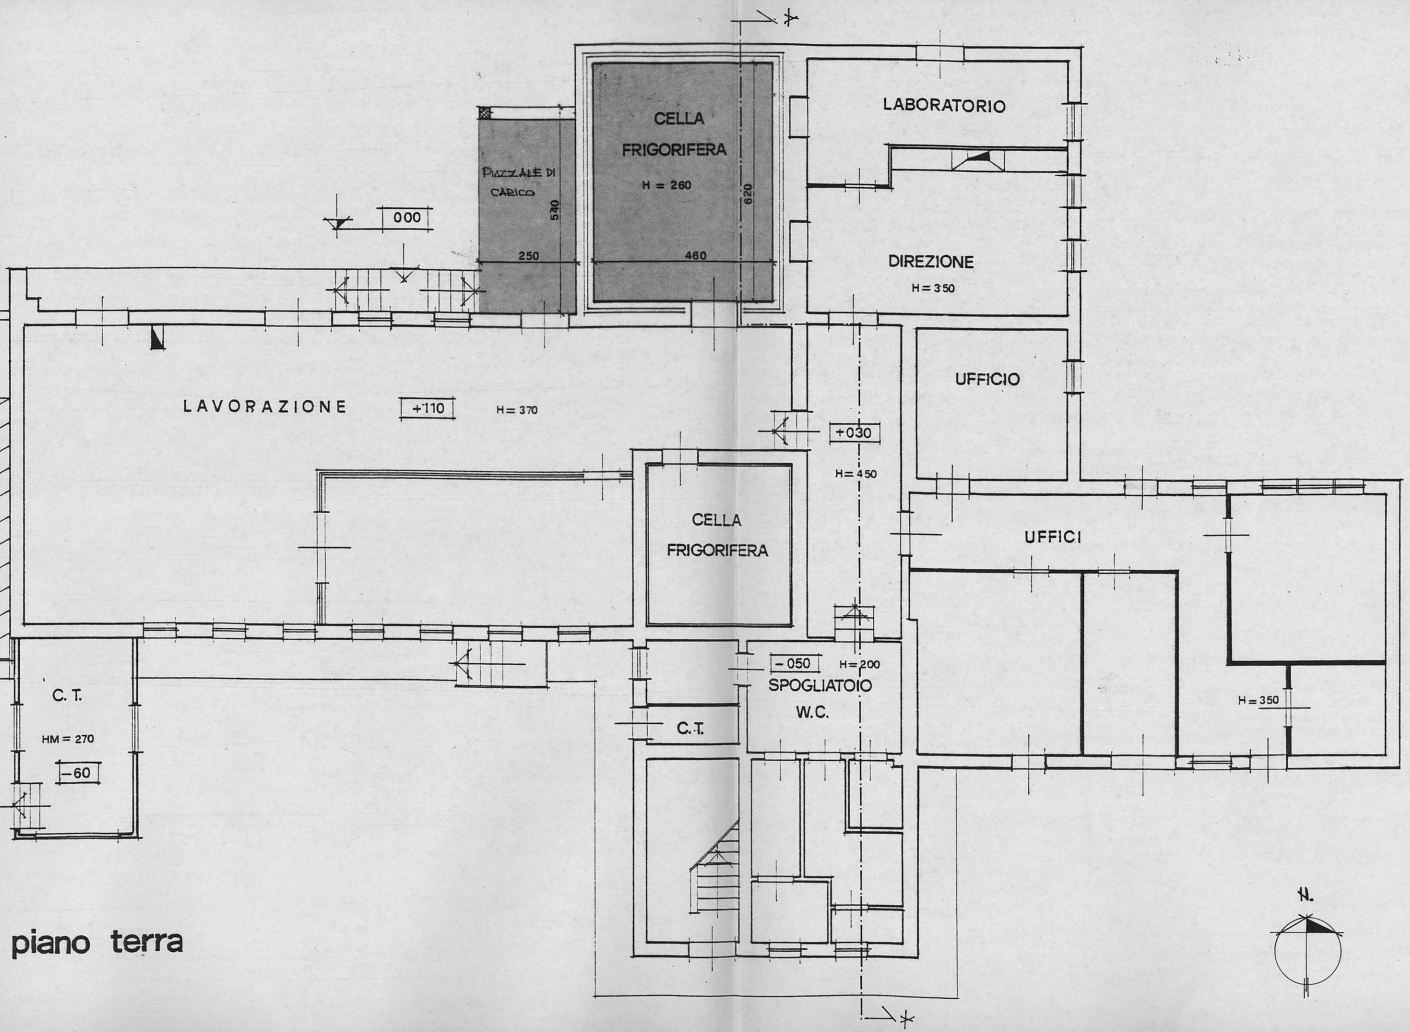 CELLA
FRIGORIFERA
H = 260
620
460
PIAZZALE DI
CARICO
540
250
000
LABORATORIO
DIREZIONE
H=350
UFFICIO
LAVORAZIONE
+110
H=370
+030
H=450
CELLA
FRIGORIFERA
UFFICI
-050
H=200
SPOGLIATOIO
W.C.
C.T.
H=350
C.T.
HM=270
-60
piano terra
N.